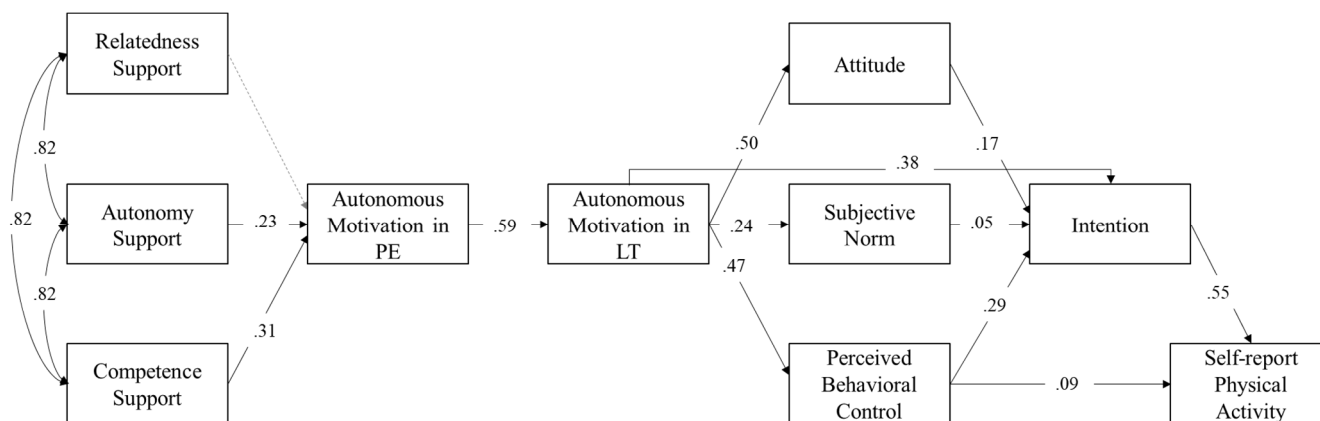 Relatedness
Support
Attitude
.82
.50
.17
.38
.82
Autonomy
Support
.23
Autonomous
Motivation in
PE
.59
Autonomous
Motivation in
LT
.24
Subjective
Norm
.05
Intention
.47
.82
.29
.55
.31
Competence
Support
Perceived
Behavioral
Control
.09
Self-report
Physical
Activity